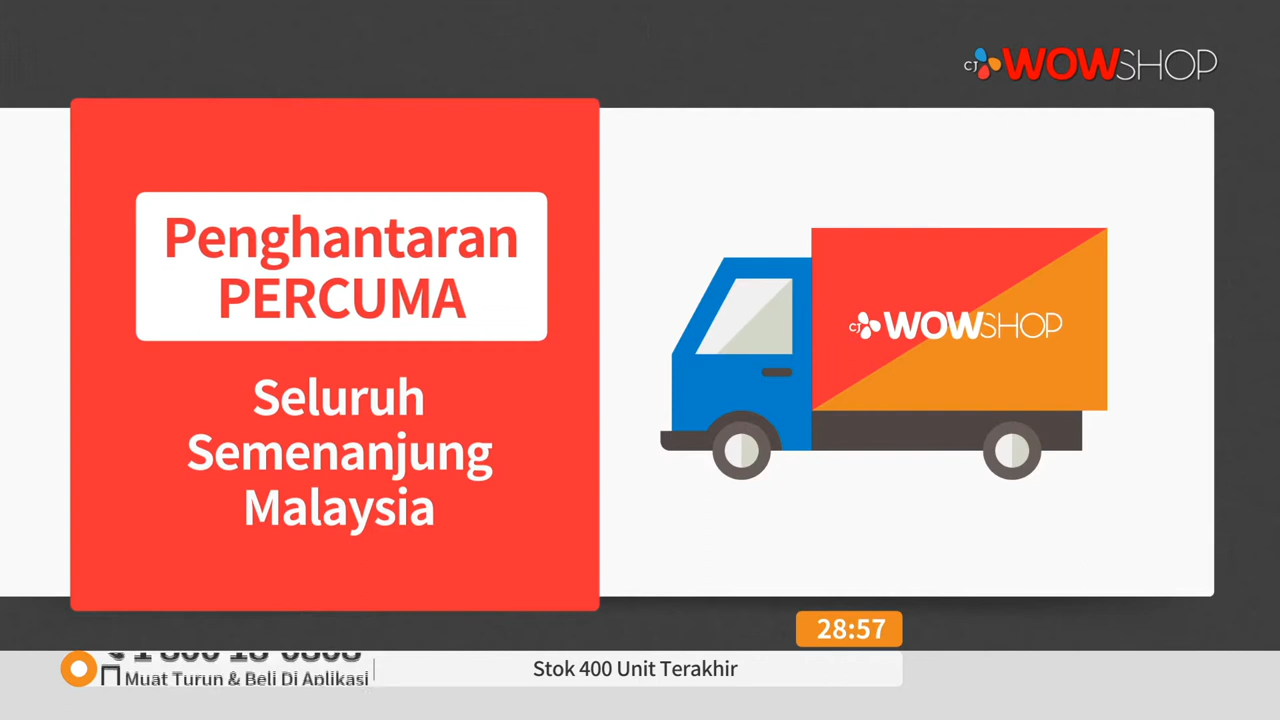 CJ WOWSHOP
Penghantaran
PERCUMA
Seluruh
Semenanjung
Malaysia
CJ WOWSHOP
28:57
Muat Turun & Beli Di Aplikasi
Stok 400 Unit Terakhir